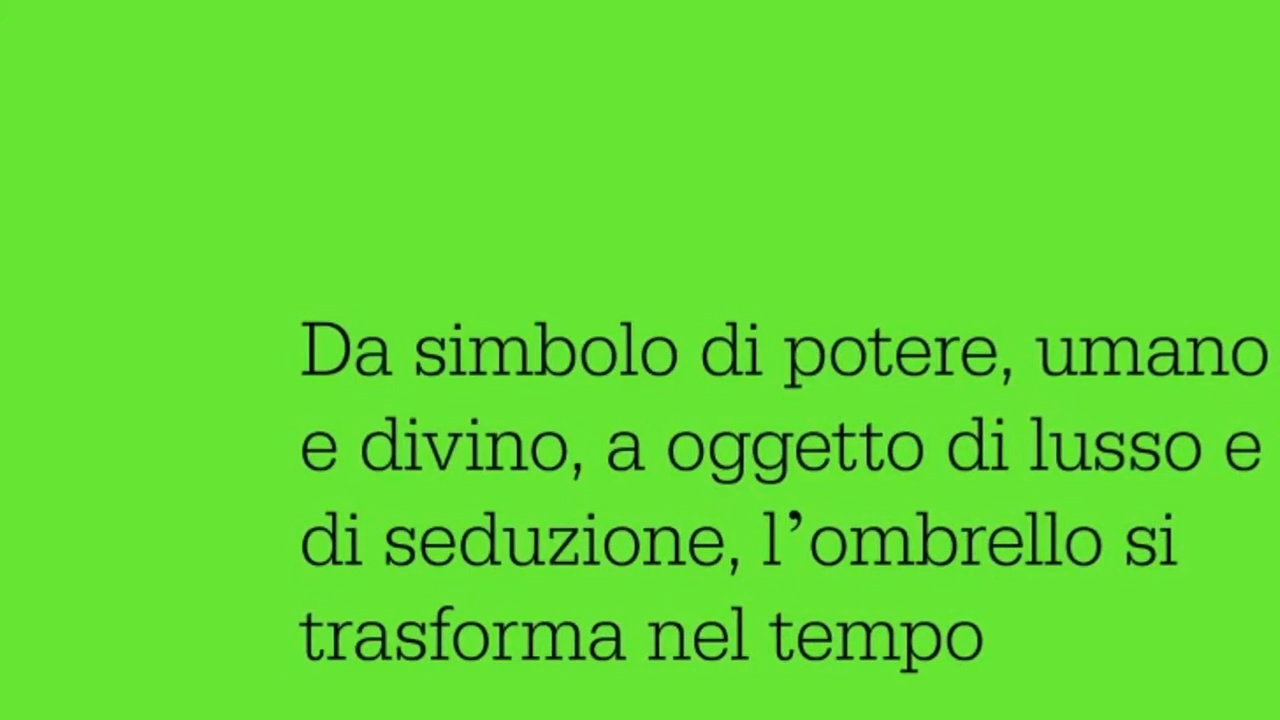 Da simbolo di potere, umano
e divino, a oggetto di lusso e
di seduzione, l’ombrello si
trasforma nel tempo